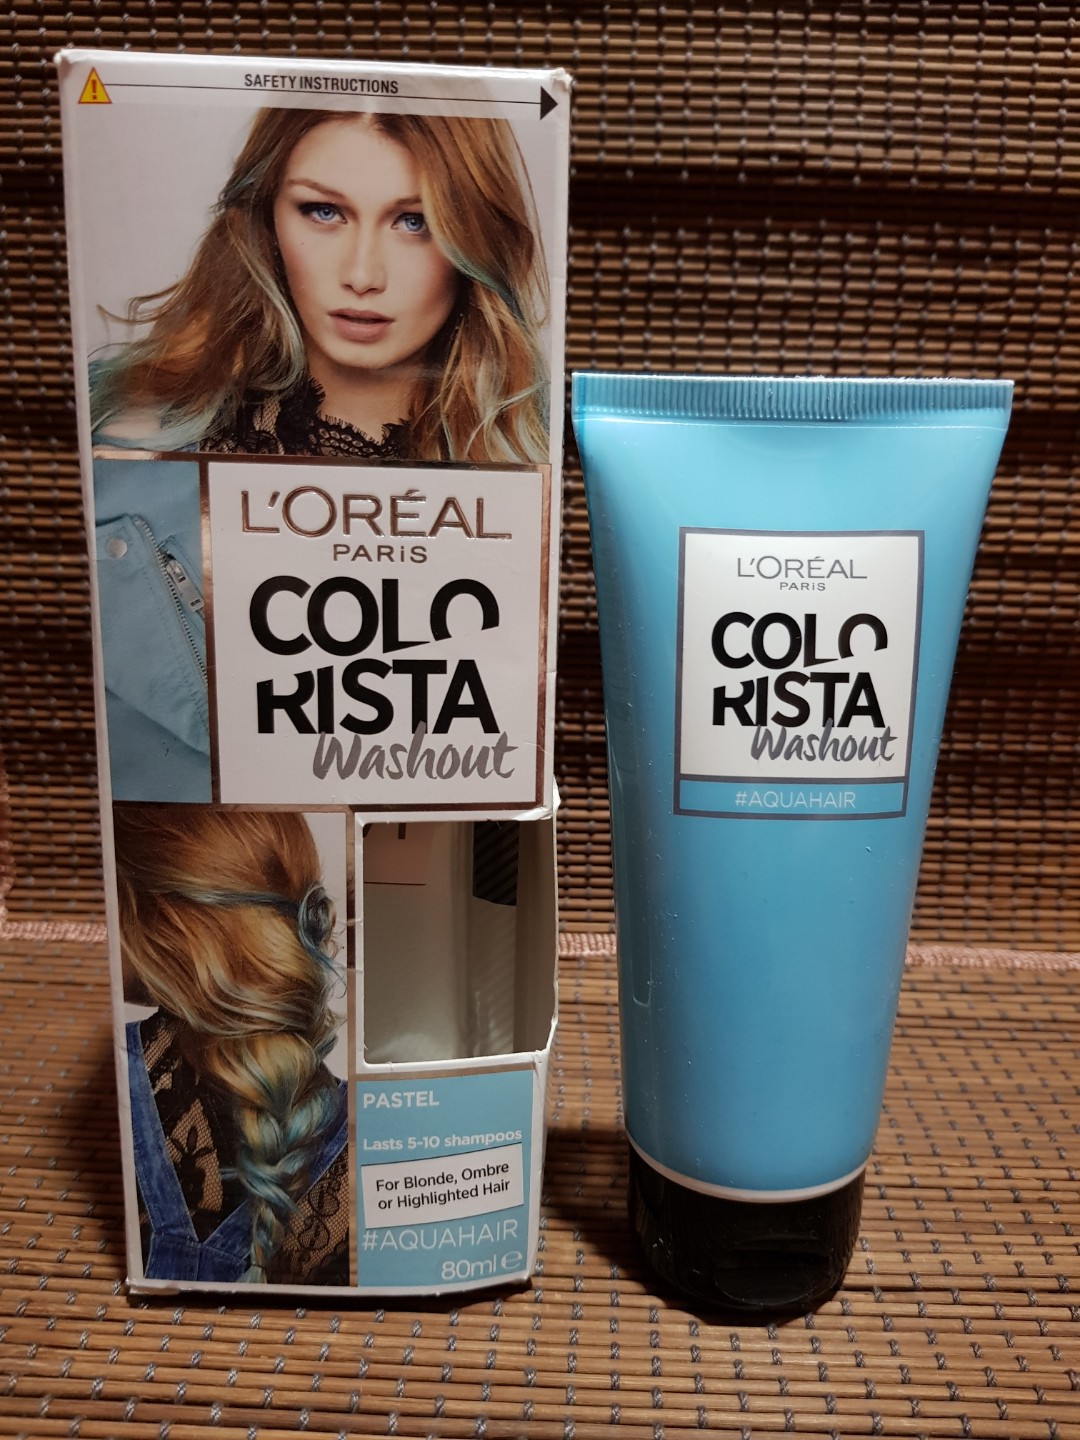 SAFETY INSTRUCTIONS
L'ORÉAL
PARiS
COLO
RISTA
Washout
PASTEL
Lasts 5-10 shampoos
For Blonde, Ombre
or Highlighted Hair
#AQUAHAIR
80ml e
L'ORÉAL
PARiS
COLO
RISTA
Washout
#AQUAHAIR